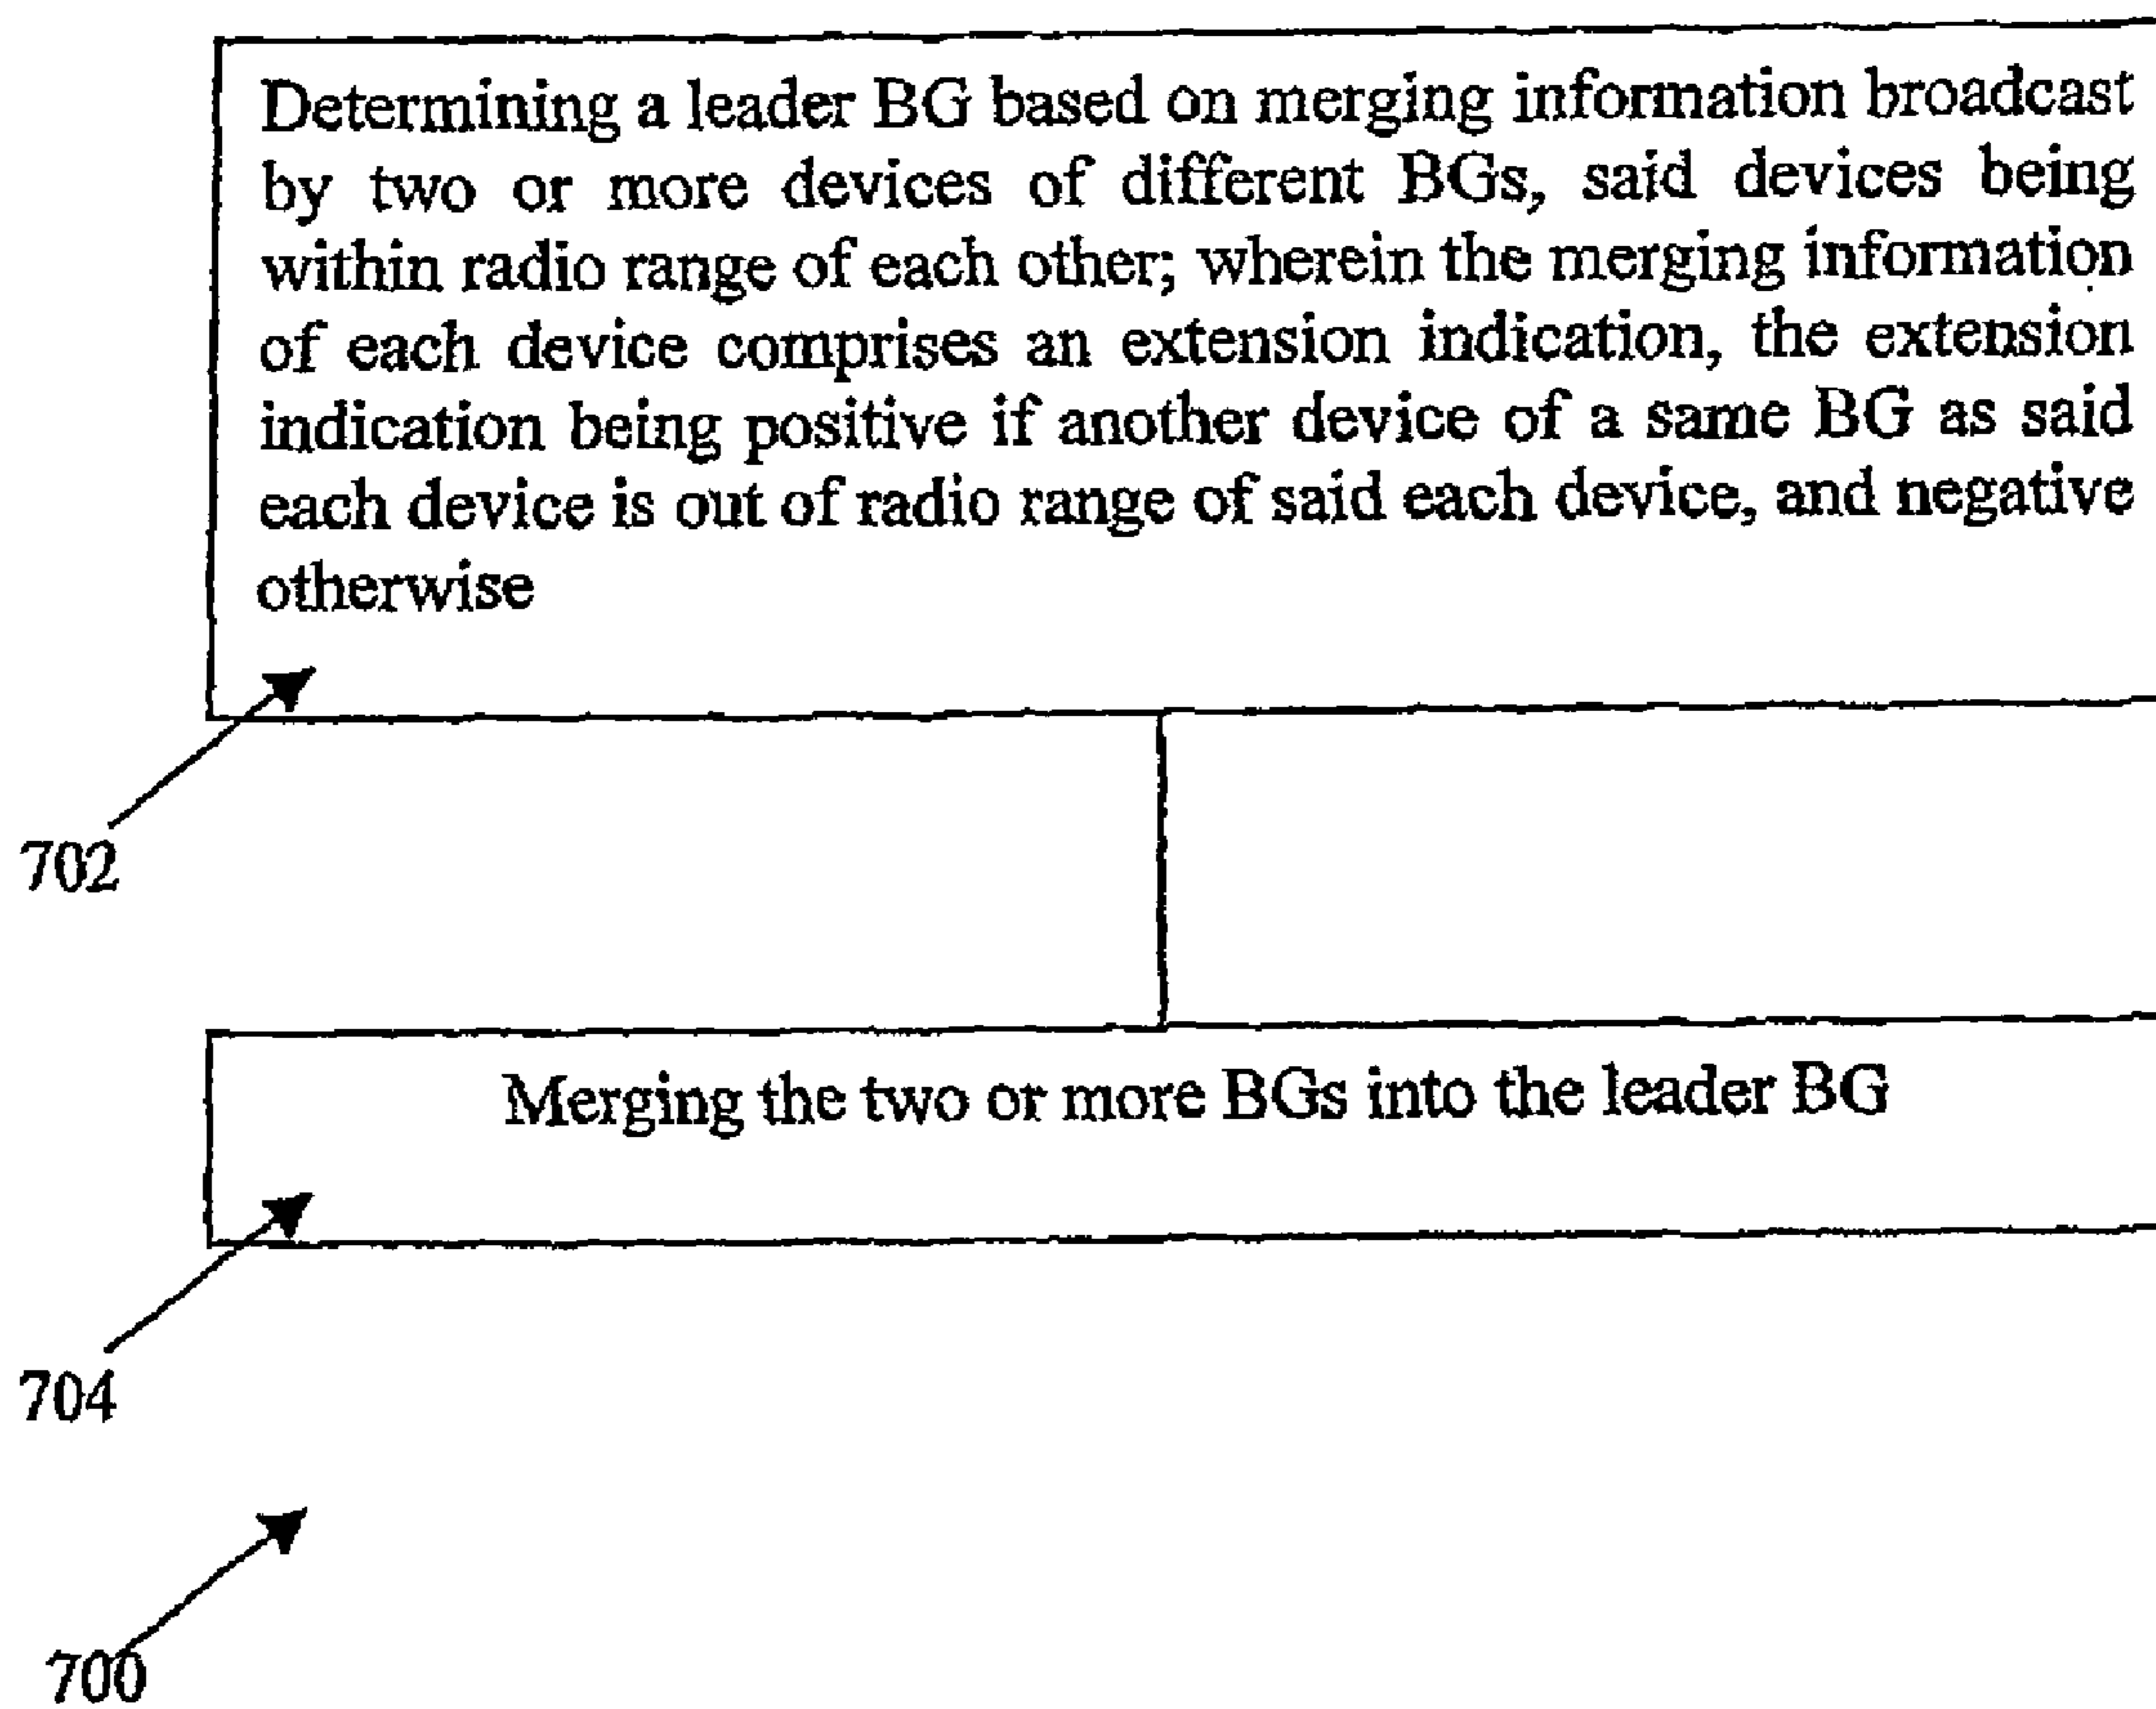 Determining a leader BG based on merging information broadcast
by two or more devices of different BGs, said devices being
within radio range of each other; wherein the merging information
of each device comprises an extension indication, the extension
indication being positive if another device of a same BG as said
each device is out of radio range of said each device, and negative
otherwise
702
Merging the two or more BGs into the leader BG
704
700